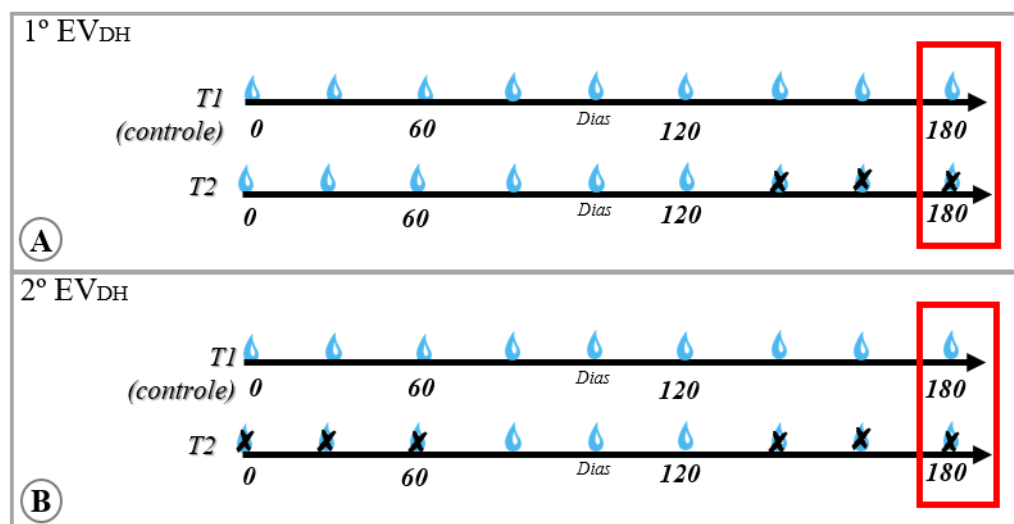 1º EVDH
T1
(controle)
0 60 Dias 120 180
T2
0 60 Dias 120 180
A
2º EVDH
T1
(controle)
0 60 Dias 120 180
T2
0 60 Dias 120 180
B